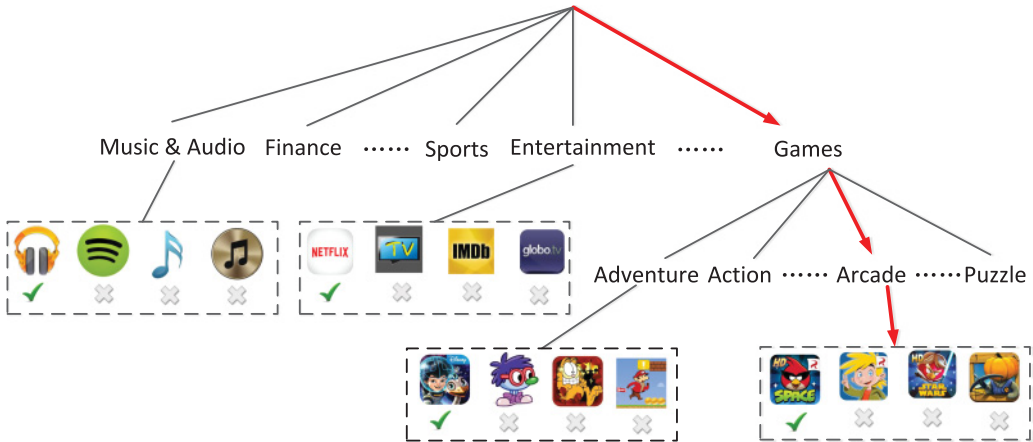 Music & Audio Finance ...... Sports Entertainment ...... Games
NETFLIX TV IMDb globo.tv
Adventure Action ...... Arcade ...... Puzzle
Disney HD HD
SPACE STAR WARS